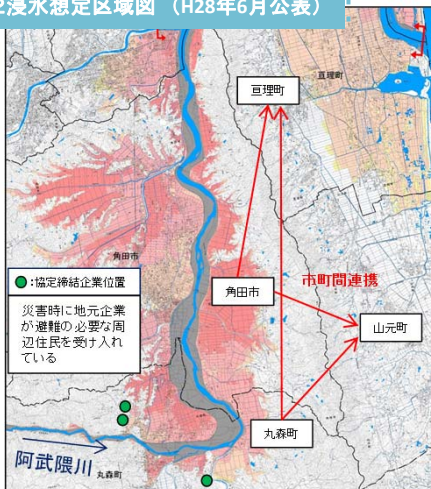 2浸水想定区域図（H28年6月公表）
亘理町
亘理町
角田市
市町間連携
:協定締結企業位置
角田市
災害時に地元企業
が避難の必要な周
辺住民を受け入れ
ている
山元町
丸森町
阿武隈川
丸森町